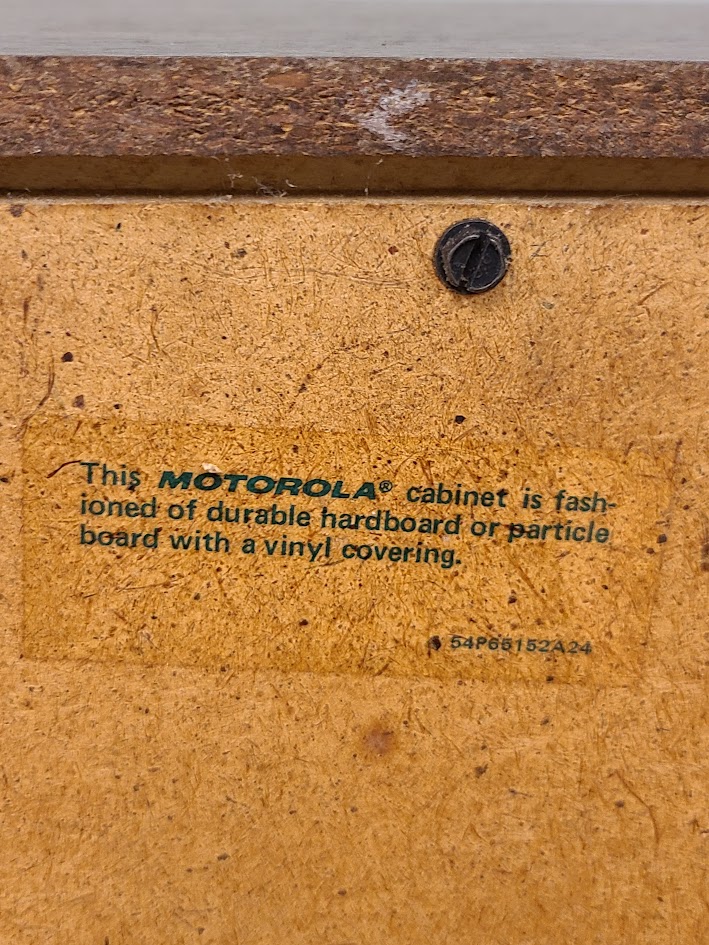 This MOTOROLA® cabinet is fash-
ioned of durable hardboard or particle
board with a vinyl covering.
54P65152A24